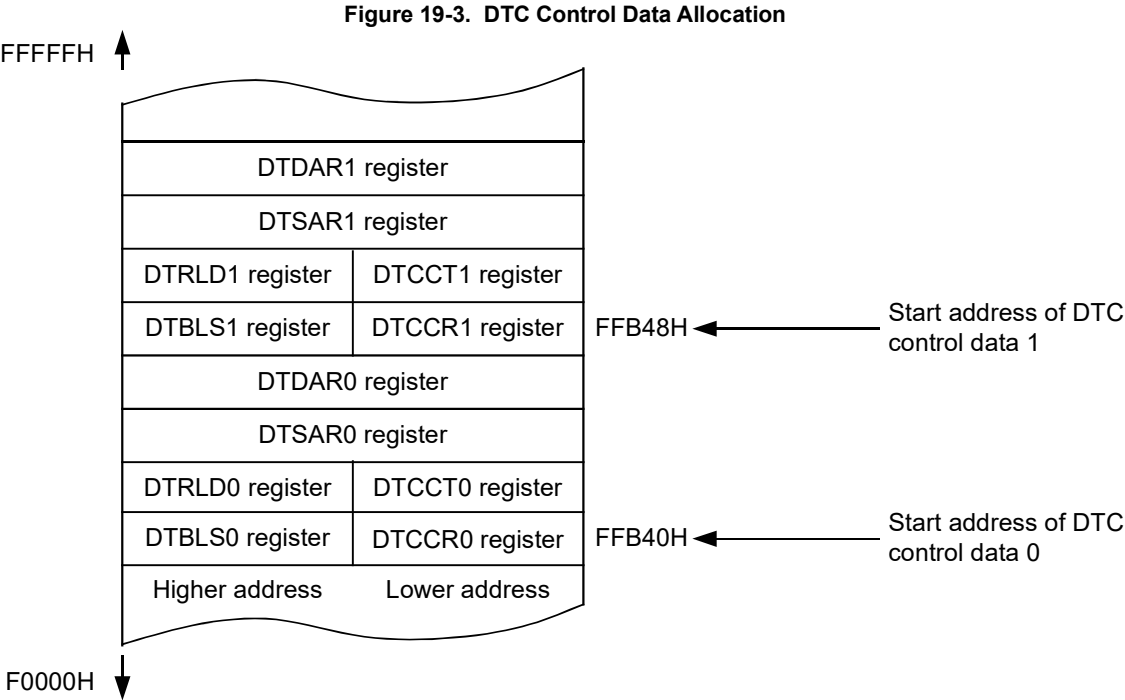 Figure 19-3. DTC Control Data Allocation
FFFFFH
DTDAR1 register
DTSAR1 register
DTRLD1 register DTCCT1 register
DTBLS1 register DTCCR1 register FFB48H Start address of DTC
control data 1
DTDAR0 register
DTSAR0 register
DTRLD0 register DTCCT0 register
DTBLS0 register DTCCR0 register FFB40H Start address of DTC
control data 0
Higher address Lower address
F0000H